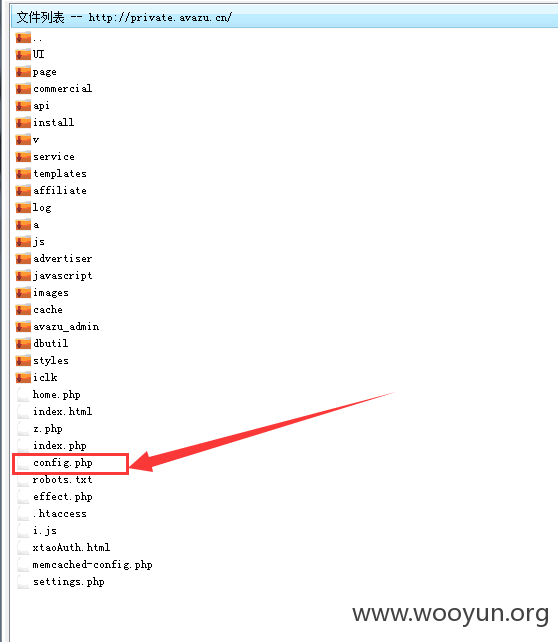 文件列表 -- http://private.avazu.cn/
..
UI
page
commercial
api
install
v
service
templates
affiliate
log
a
js
advertiser
javascript
images
cache
avazu_admin
dbutil
styles
iclk
home.php
index.html
z.php
index.php
config.php
robots.txt
effect.php
.htaccess
i.js
xtaoAuth.html
memcached-config.php
settings.php
www.wooyun.org